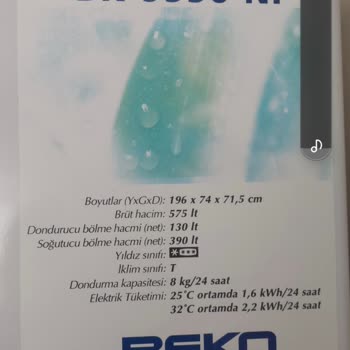 Boyutlar (YxGxD): 196 x 74 x 71,5 cm
Brüt hacim: 575 lt
Dondurucu bölme hacmi (net): 130 lt
Soğutucu bölme hacmi (net): 390 lt
Yıldız sınıfı:
İklim sınıfı: T
Dondurma kapasitesi: 8 kg/24 saat
Elektrik Tüketimi: 25°C ortamda 1,6 kWh/24 saat
32°C ortamda 2,2 kWh/24 saat
BEKO